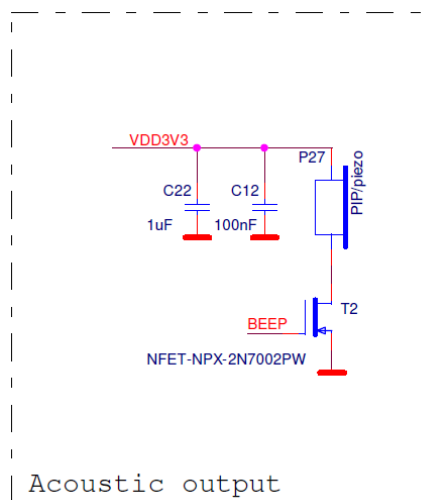 VDD3V3
P27
PIP/piezo
C22
C12
1uF
100nF
T2
BEEP
NFET-NPX-2N7002PW
Acoustic output